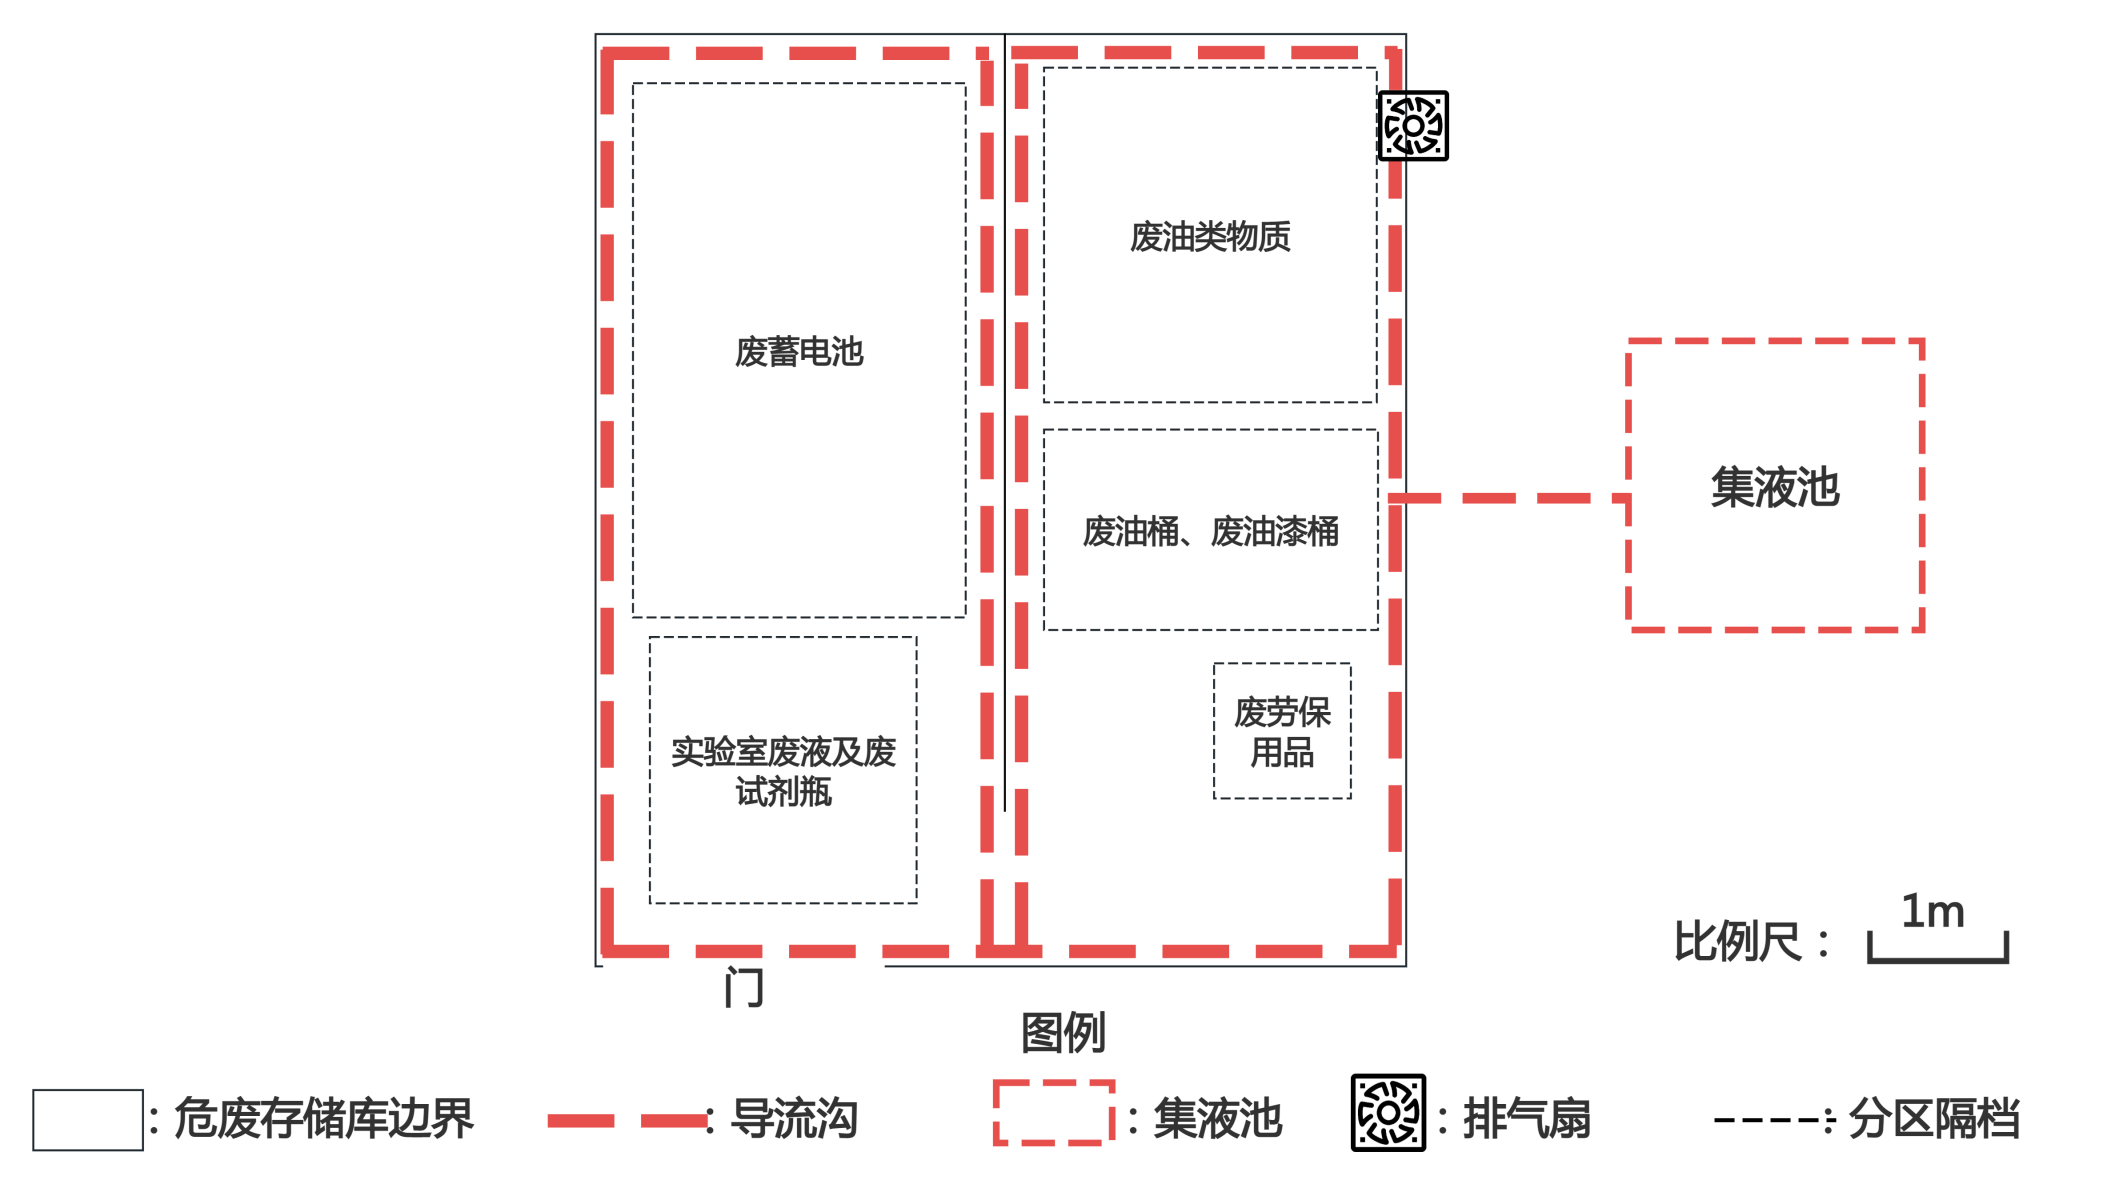 废蓄电池
实验室废液及废
试剂瓶
废油类物质
废油桶、废油漆桶
废劳保
用品
集液池
门
比例尺：
1m
图例
：危废存储库边界
：导流沟
：集液池
：排气扇
：分区隔档